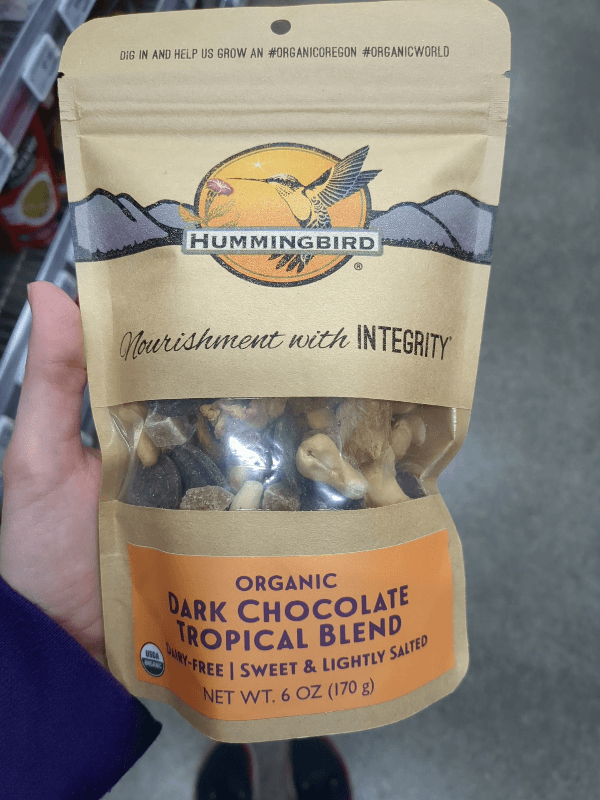 DIG IN AND HELP US GROW AN #ORGANICOREGON #ORGANICWORLD
HUMMINGBIRD
®
Nourishment with INTEGRITY
ORGANIC
DARK CHOCOLATE
TROPICAL BLEND
DAIRY-FREE | SWEET & LIGHTLY SALTED
USDA
ORGANIC
NET WT. 6 OZ (170 g)